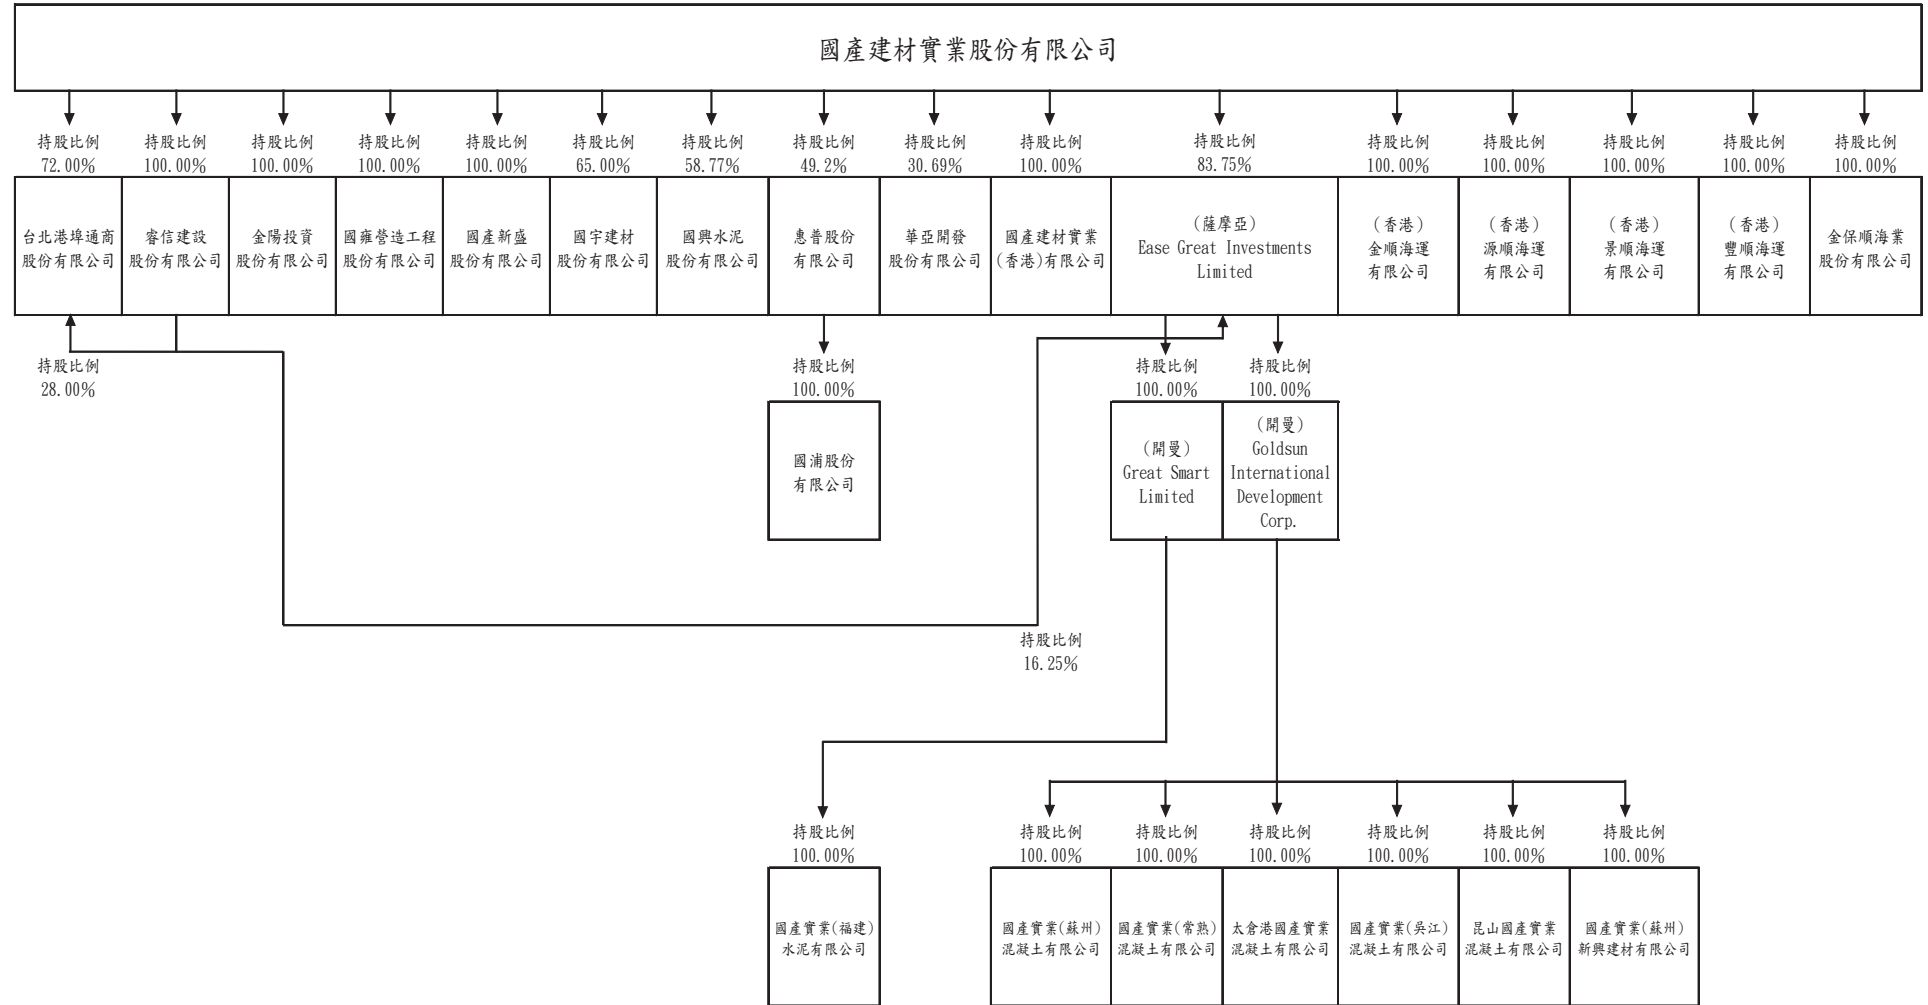 國產建材實業股份有限公司
持股比例
72.00%
持股比例
100.00%
持股比例
100.00%
持股比例
100.00%
持股比例
100.00%
持股比例
65.00%
持股比例
58.77%
持股比例
49.2%
持股比例
30.69%
持股比例
100.00%
持股比例
83.75%
持股比例
100.00%
持股比例
100.00%
持股比例
100.00%
持股比例
100.00%
持股比例
100.00%
台北港埠通商
股份有限公司
睿信建設
股份有限公司
金陽投資
股份有限公司
國雍營造工程
股份有限公司
國產新盛
股份有限公司
國宇建材
股份有限公司
國興水泥
股份有限公司
惠普股份
有限公司
華亞開發
股份有限公司
國產建材實業
(香港)有限公司
(薩摩亞)
Ease Great Investments
Limited
(香港)
金順海運
有限公司
(香港)
源順海運
有限公司
(香港)
景順海運
有限公司
(香港)
豐順海運
有限公司
金保順海業
股份有限公司
持股比例
28.00%
持股比例
100.00%
持股比例
100.00%
持股比例
100.00%
國浦股份
有限公司
(開曼)
Great Smart
Limited
(開曼)
Goldsun
International
Development
Corp.
持股比例
16.25%
持股比例
100.00%
持股比例
100.00%
持股比例
100.00%
持股比例
100.00%
持股比例
100.00%
持股比例
100.00%
持股比例
100.00%
國產實業(福建)
水泥有限公司
國產實業(蘇州)
混凝土有限公司
國產實業(常熟)
混凝土有限公司
太倉港國產實業
混凝土有限公司
國產實業(吳江)
混凝土有限公司
昆山國產實業
混凝土有限公司
國產實業(蘇州)
新興建材有限公司